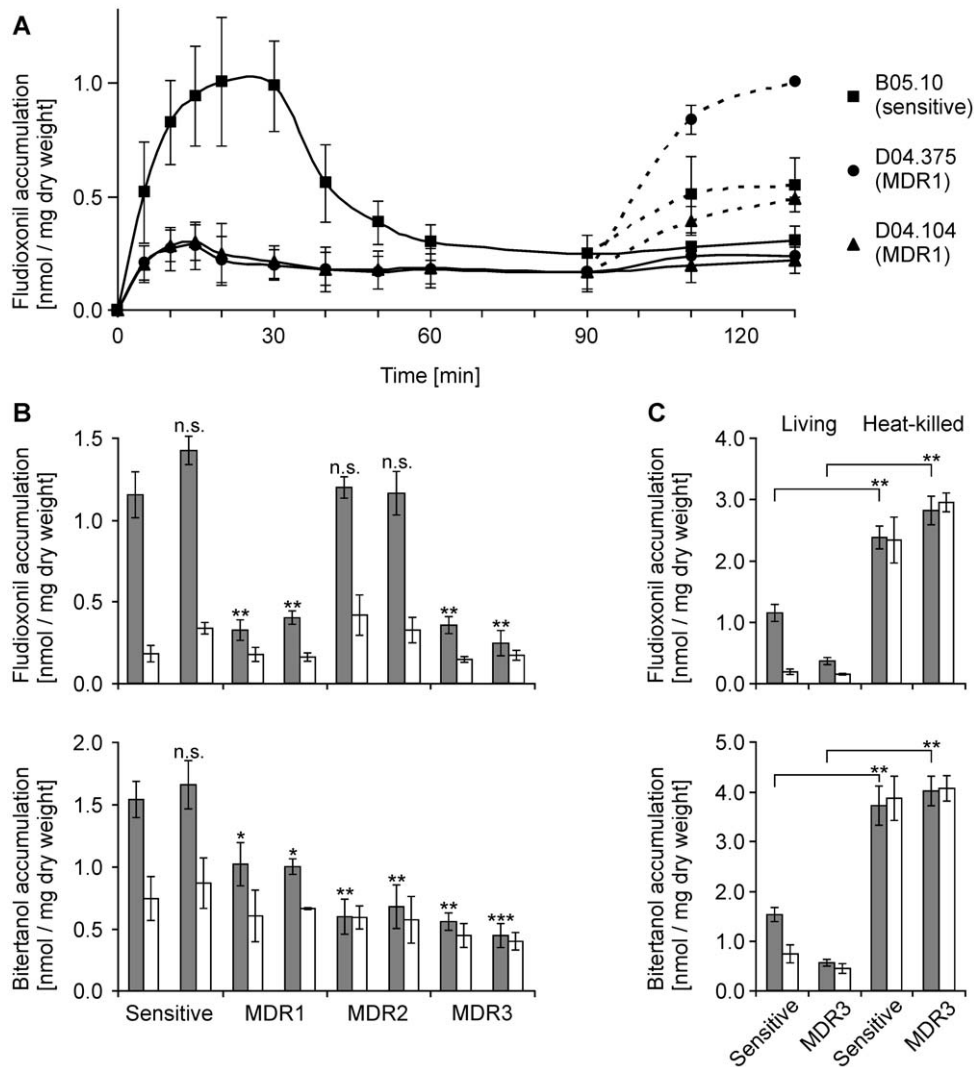 A
Fludioxonil accumulation
[nmol / mg dry weight]
1.0
0.5
0.0
0
30
60
90
120
Time [min]
B05.10
(sensitive)
D04.375
(MDR1)
D04.104
(MDR1)
B
Fludioxonil accumulation
[nmol / mg dry weight]
1.5
1.0
0.5
0.0
n.s.
**
**
n.s.
n.s.
**
**
Bitertanol accumulation
[nmol / mg dry weight]
2.0
1.5
1.0
0.5
0.0
n.s.
*
*
**
**
**
***
Sensitive
MDR1
MDR2
MDR3
C
Living
Heat-killed
Fludioxonil accumulation
[nmol / mg dry weight]
4.0
3.0
2.0
1.0
0.0
**
**
Bitertanol accumulation
[nmol / mg dry weight]
5.0
4.0
3.0
2.0
1.0
0.0
**
**
Sensitive
MDR3
Sensitive
MDR3